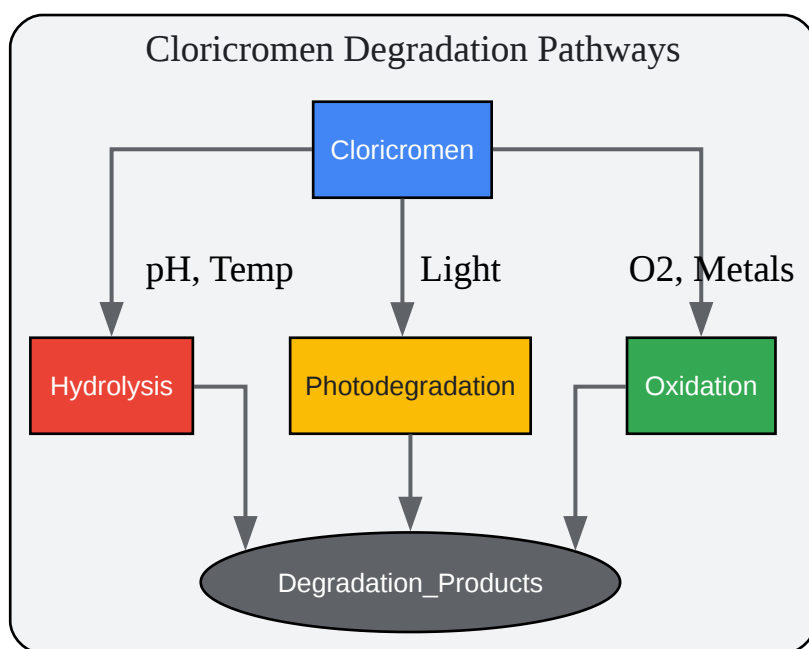 Cloricromen Degradation Pathways
Cloricromen
pH, Temp
Light
O2, Metals
Hydrolysis
Photodegradation
Oxidation
Degradation_Products